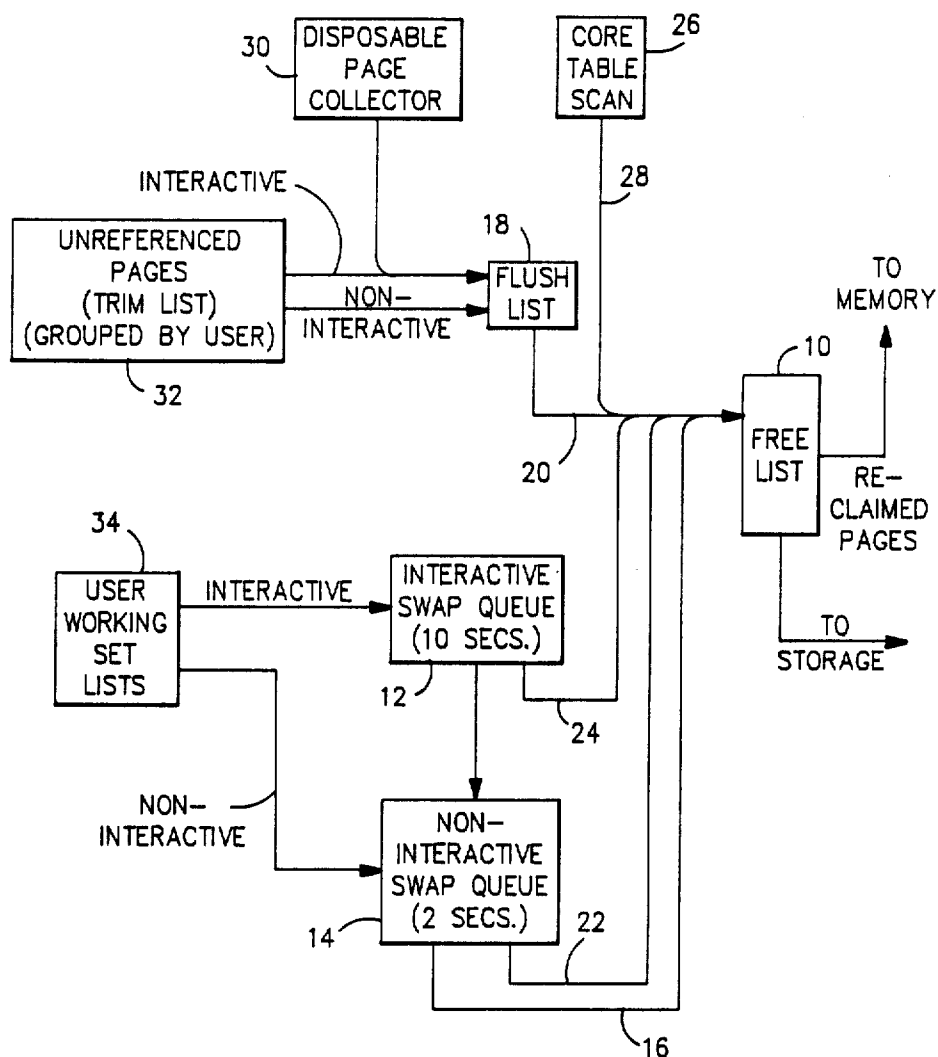 30
DISPOSABLE
PAGE
COLLECTOR
CORE
TABLE
SCAN
26
28
INTERACTIVE
UNREFERENCED
PAGES
(TRIM LIST)
(GROUPED BY USER)
32
NON-
INTERACTIVE
18
FLUSH
LIST
20
TO
MEMORY
10
FREE
LIST
RE-
CLAIMED
PAGES
TO
STORAGE
34
USER
WORKING
SET
LISTS
INTERACTIVE
INTERACTIVE
SWAP QUEUE
(10 SECS.)
12
24
NON-
INTERACTIVE
NON-
INTERACTIVE
SWAP QUEUE
(2 SECS.)
14
22
16